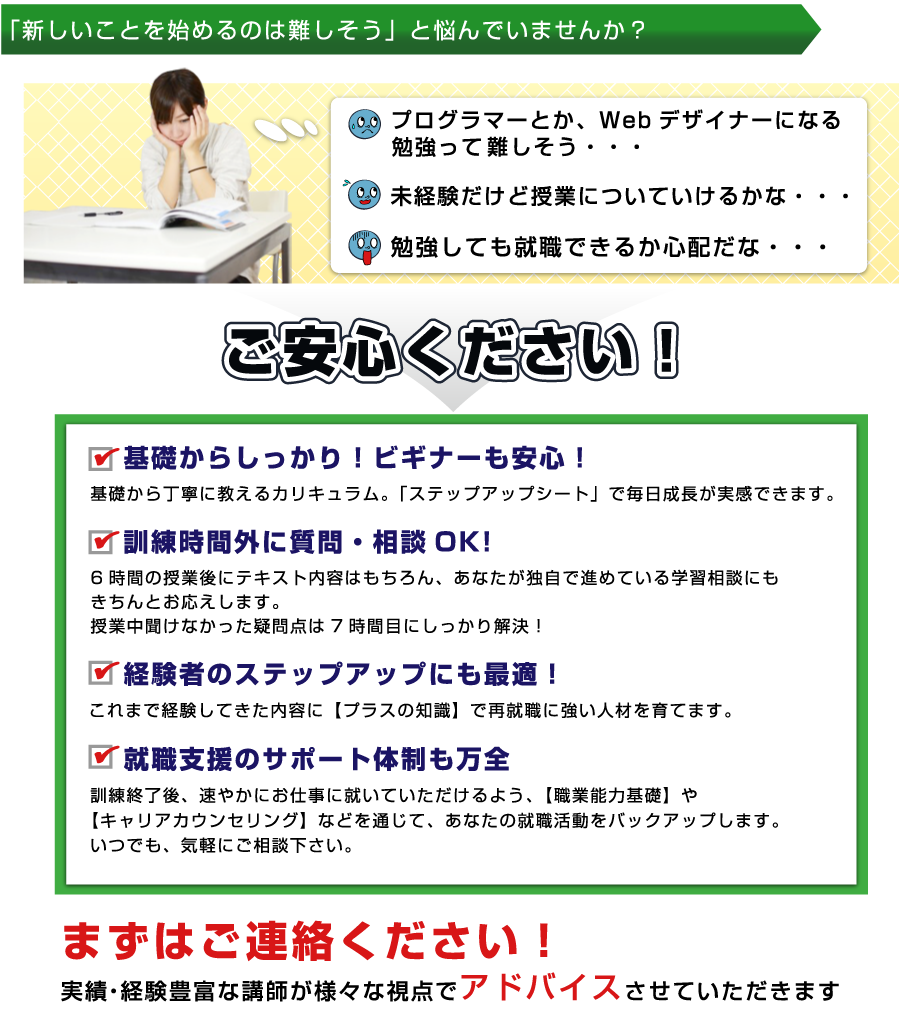 「新しいことを始めるのは難しそう」と悩んでいませんか？
プログラマーとか、Webデザイナーになる
勉強って難しそう・・・
未経験だけど授業についていけるかな・・・
勉強しても就職できるか心配だな・・・
ご安心ください！
基礎からしっかり！ビギナーも安心！
基礎から丁寧に教えるカリキュラム。「ステップアップシート」で毎日成長が実感できます。
訓練時間外に質問・相談OK!
6時間の授業後にテキスト内容はもちろん、あなたが独自で進めている学習相談にも
きちんとお応えします。
授業中聞けなかった疑問点は7時間目にしっかり解決！
経験者のステップアップにも最適！
これまで経験してきた内容に【プラスの知識】で再就職に強い人材を育てます。
就職支援のサポート体制も万全
訓練終了後、速やかにお仕事に就いていただけるよう、【職業能力基礎】や
【キャリアカウンセリング】などを通じて、あなたの就職活動をバックアップします。
いつでも、気軽にご相談下さい。
まずはご連絡ください！
実績・経験豊富な講師が様々な視点でアドバイスさせていただきます